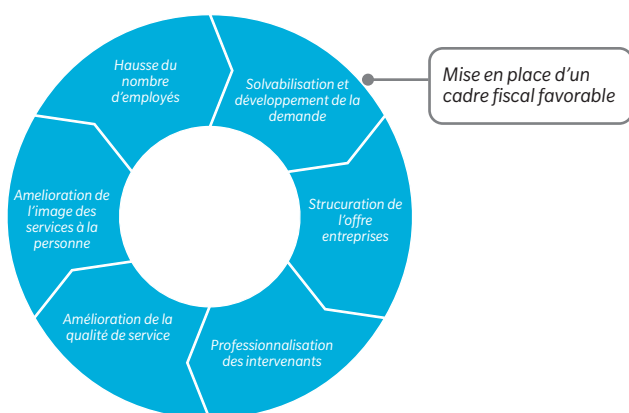 Hausse du
nombre
d'employés
Solvabilisation et
développement de la
demande
Mise en place d'un
cadre fiscal favorable
Strucuration de
l'offre
entreprises
Professionnalisation
des intervenants
Amélioration de la
qualité de service
Amelioration de
l'image des
services à la
personne